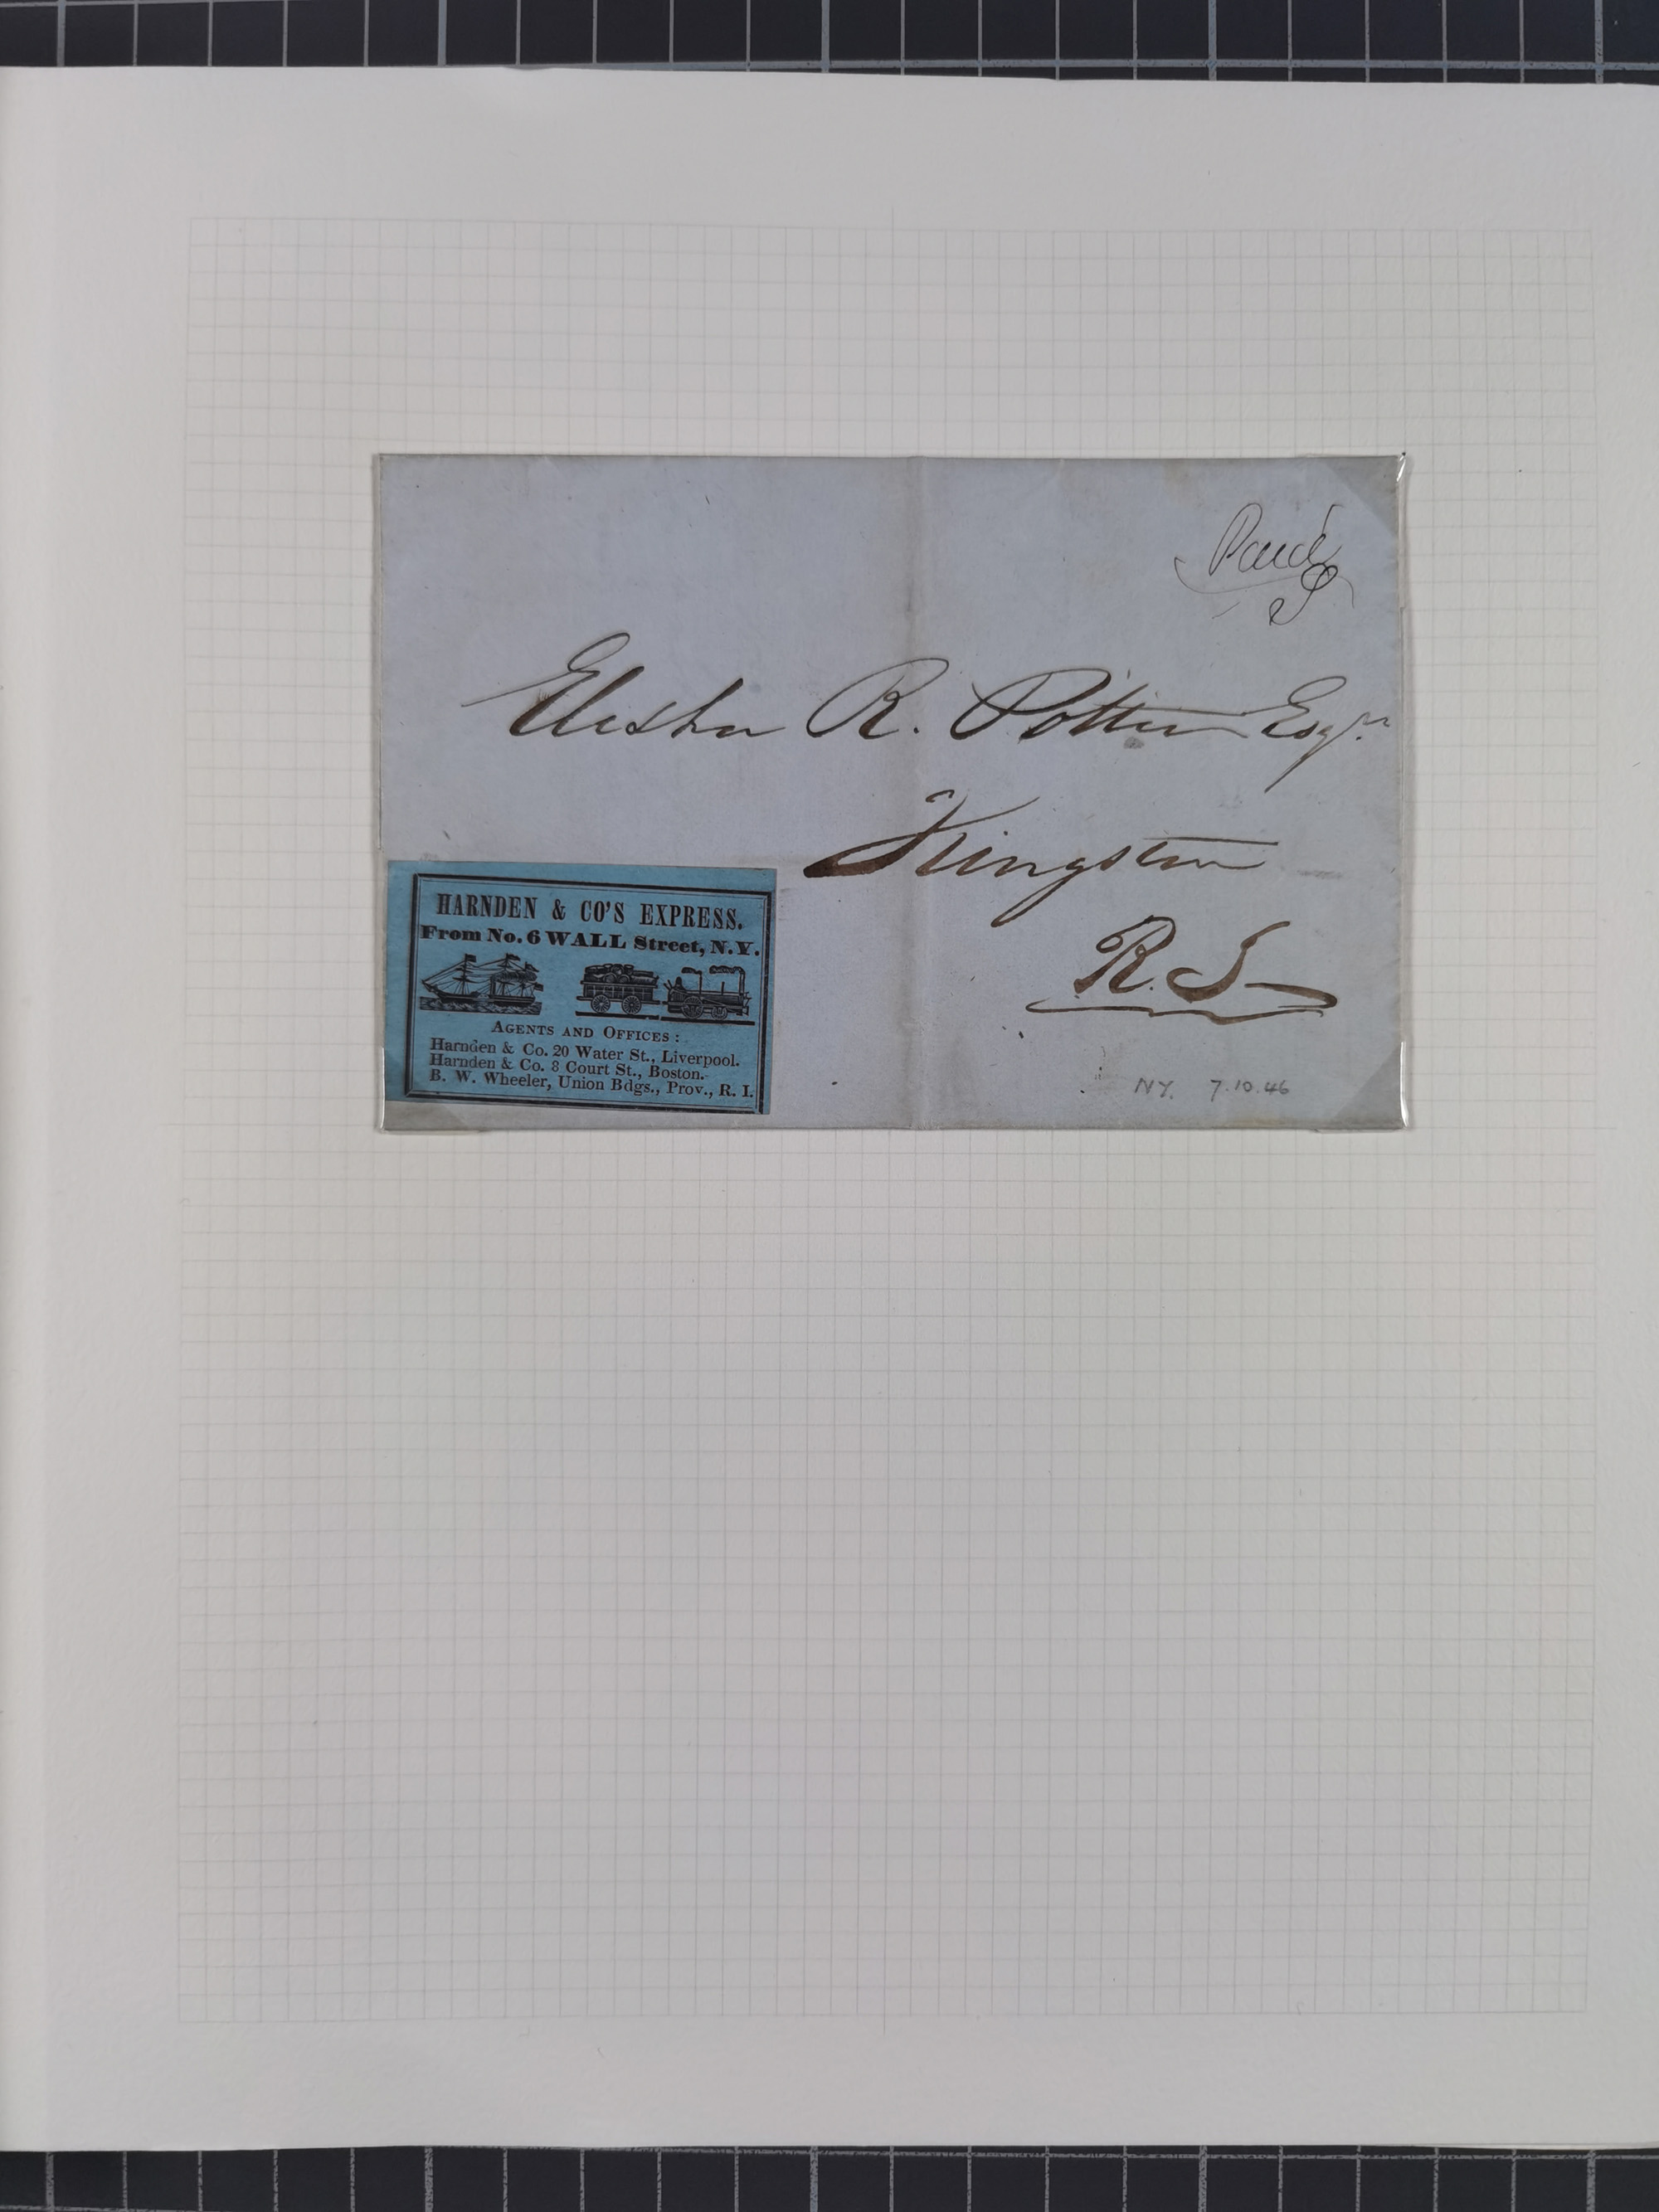 Paid
Elisha R. Potter Esqr
Kingston
R. I.
HARNDEN & CO'S EXPRESS.
From No. 6 WALL Street, N.Y.
AGENTS AND OFFICES:
Harnden & Co. 20 Water St., Liverpool.
Harnden & Co. 8 Court St., Boston.
B. W. Wheeler, Union Bdgs., Prov., R. I.
NY. 7.10.46